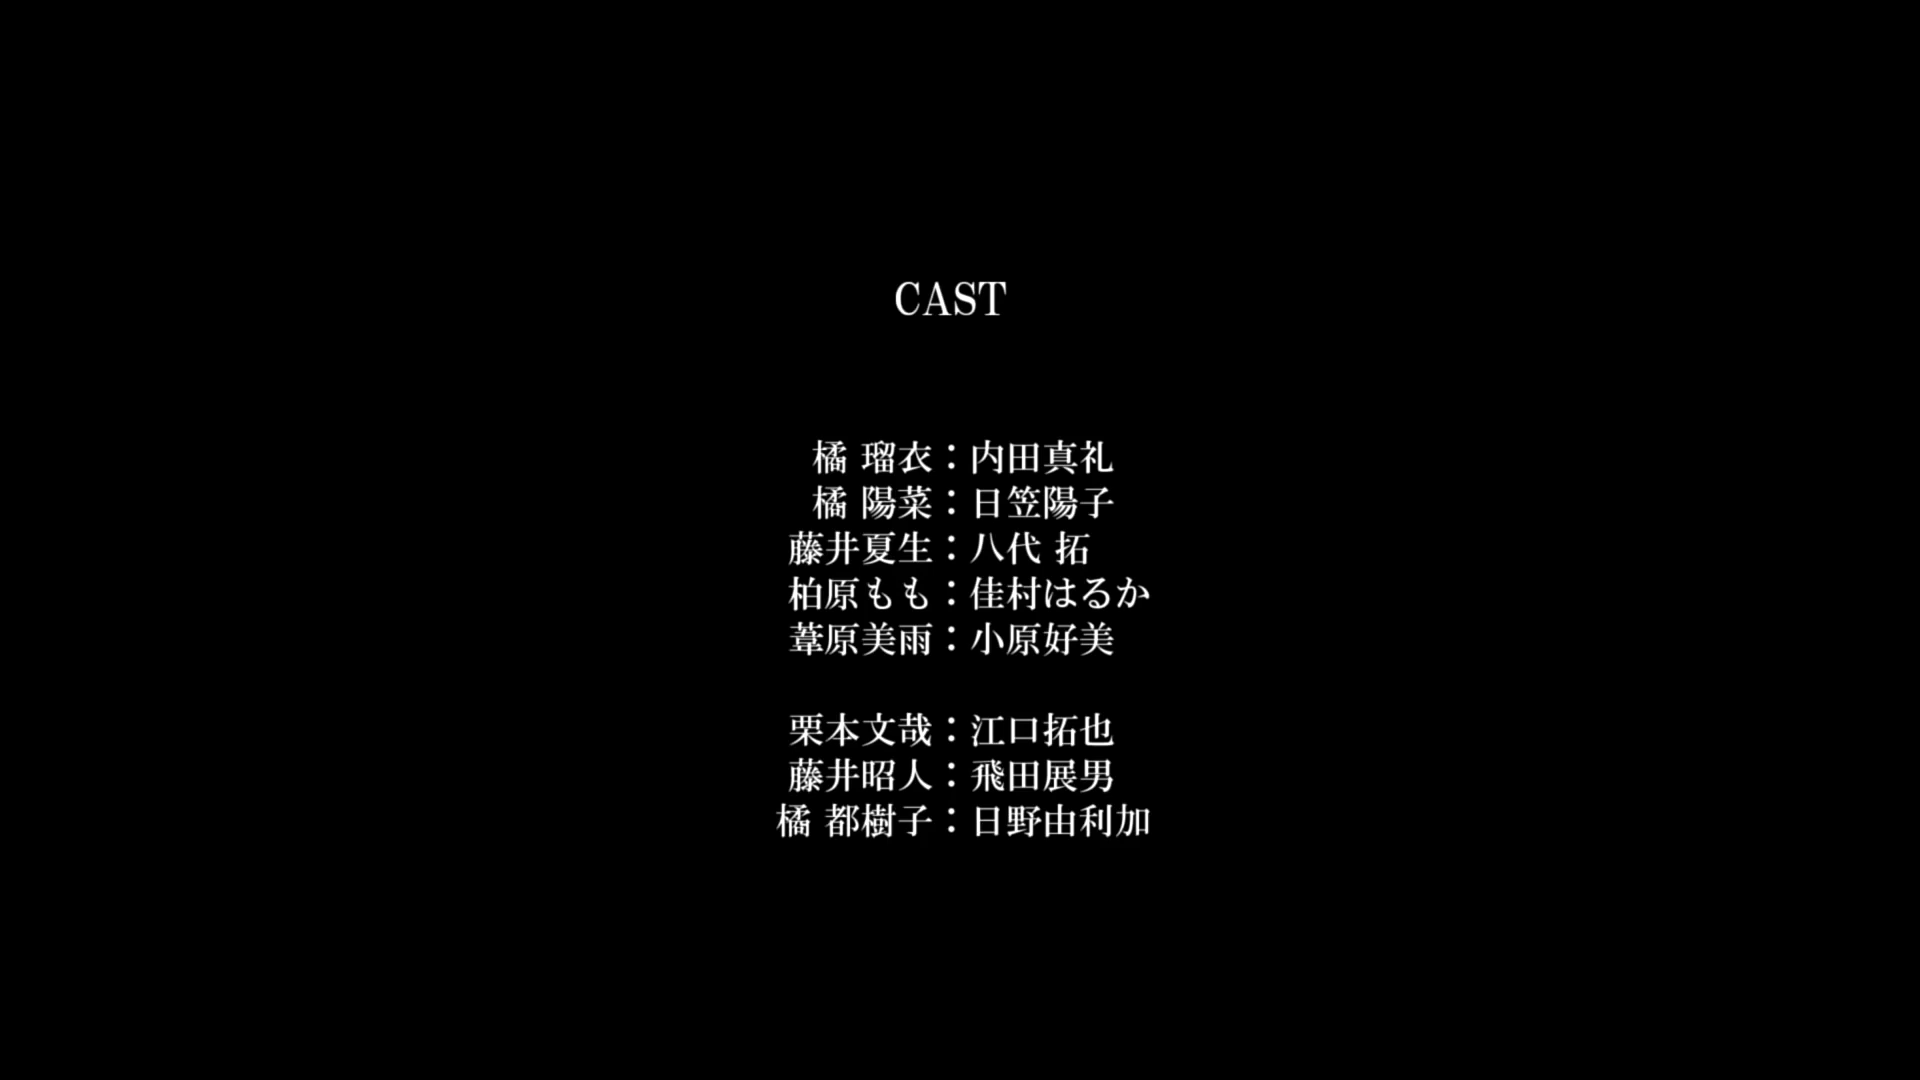 CAST
橘 瑠衣：内田真礼
橘 陽菜：日笠陽子
藤井夏生：八代 拓
柏原もも：佳村はるか
葦原美雨：小原好美
栗本文哉：江口拓也
藤井昭人：飛田展男
橘 都樹子：日野由利加